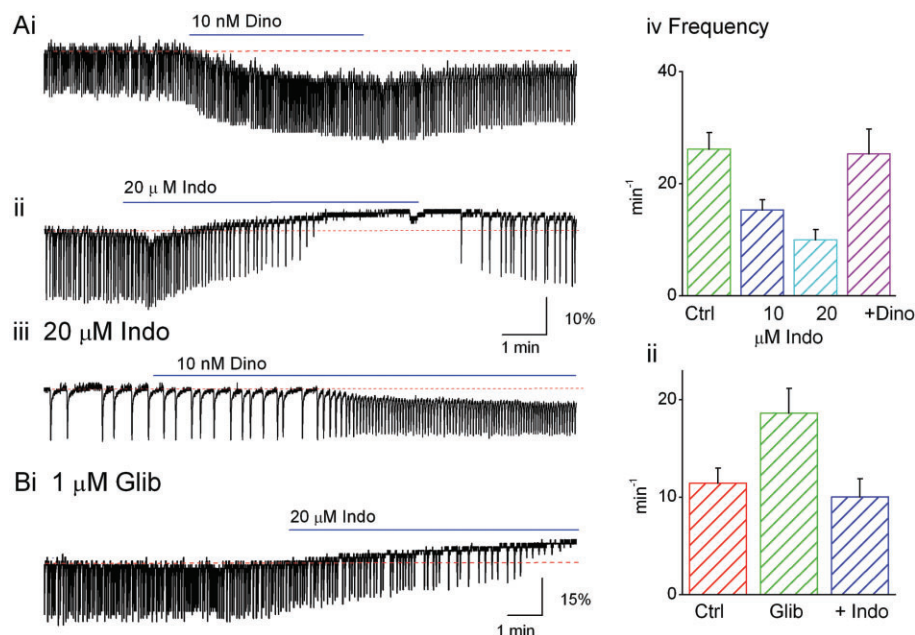 Ai
10 nM Dino
ii
20 μ M Indo
10%
1 min
iii 20 μM Indo
10 nM Dino
Bi 1 μM Glib
20 μM Indo
15%
1 min
iv Frequency
40
20
0
min⁻¹
Ctrl 10 20 +Dino
μM Indo
ii
20
10
0
min⁻¹
Ctrl Glib + Indo